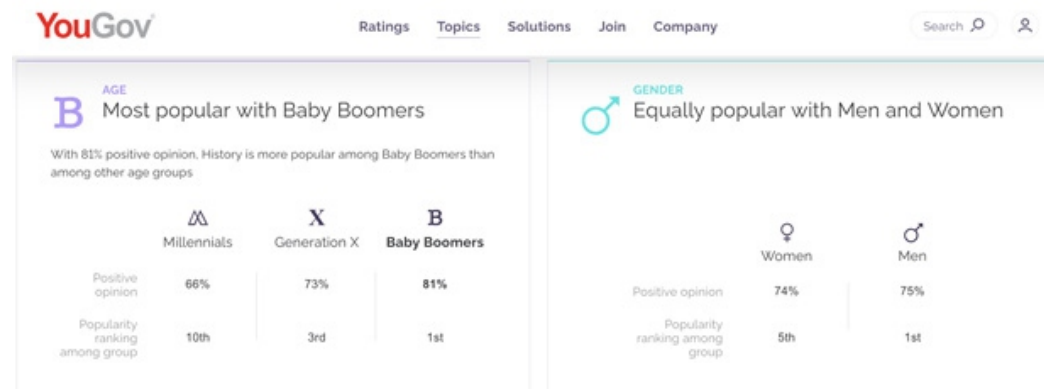 YouGov
Ratings Topics Solutions Join Company Search
AGE
Most popular with Baby Boomers
With 81% positive opinion, History is more popular among Baby Boomers than
among other age groups
Millennials Generation X Baby Boomers
Positive
opinion 66% 73% 81%
Popularity
ranking
among group 10th 3rd 1st
GENDER
Equally popular with Men and Women
Women Men
Positive opinion 74% 75%
Popularity
ranking among
group 5th 1st